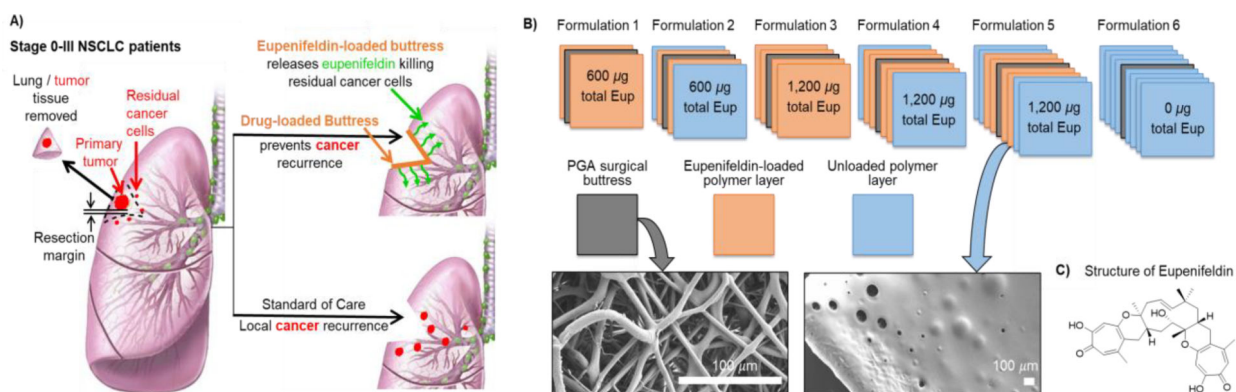 A)
Stage 0-III NSCLC patients
Lung / tumor
tissue
removed
Residual
cancer
cells
Primary
tumor
Resection
margin
Eupenifeldin-loaded buttress
releases eupenifeldin killing
residual cancer cells
Drug-loaded Buttress
prevents cancer
recurrence
Standard of Care
Local cancer recurrence
B)
Formulation 1
Formulation 2
Formulation 3
Formulation 4
Formulation 5
Formulation 6
600 µg
total Eup
600 µg
total Eup
1,200 µg
total Eup
1,200 µg
total Eup
1,200 µg
total Eup
0 µg
total Eup
PGA surgical
buttress
Eupenifeldin-loaded
polymer layer
Unloaded polymer
layer
100 µm
100 µm
C)
Structure of Eupenifeldin
HO
O
O
HO
H
H
O
HO
O